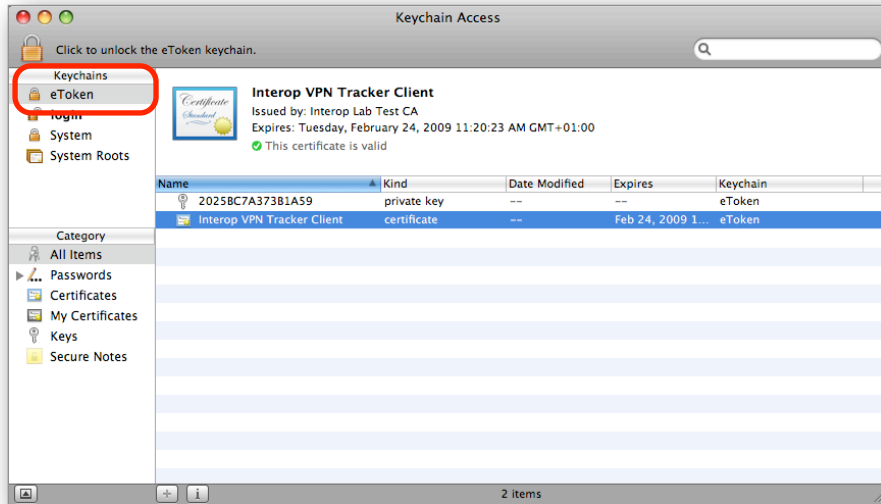 Keychain Access
Click to unlock the eToken keychain.
Keychains
eToken
login
System
System Roots
Certificate
Standard
Interop VPN Tracker Client
Issued by: Interop Lab Test CA
Expires: Tuesday, February 24, 2009 11:20:23 AM GMT+01:00
This certificate is valid
Name Kind Date Modified Expires Keychain
2025BC7A373B1A59 private key -- -- eToken
Interop VPN Tracker Client certificate -- Feb 24, 2009 1... eToken
Category
All Items
Passwords
Certificates
My Certificates
Keys
Secure Notes
2 items